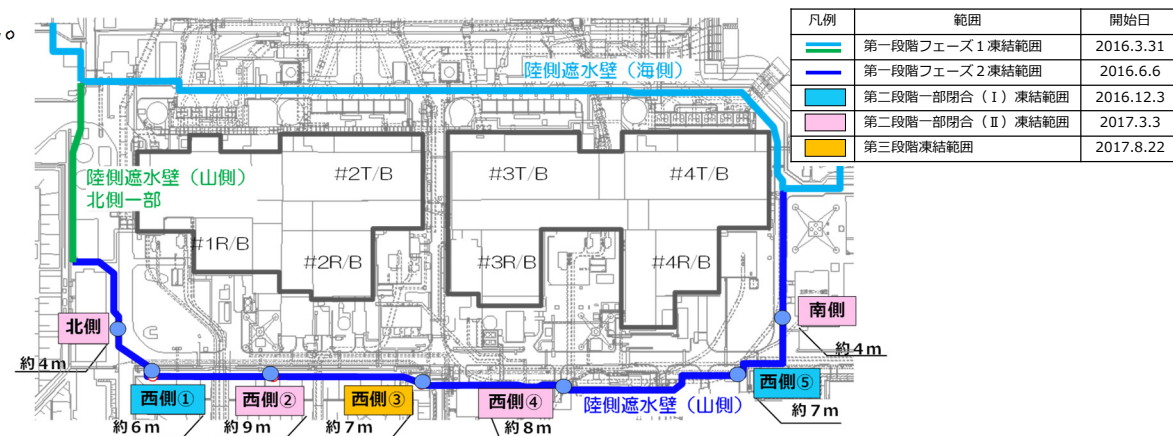 凡例 範囲 開始日
第一段階フェーズ1凍結範囲 2016.3.31
第一段階フェーズ2凍結範囲 2016.6.6
第二段階一部閉合（Ⅰ）凍結範囲 2016.12.3
第二段階一部閉合（Ⅱ）凍結範囲 2017.3.3
第三段階凍結範囲 2017.8.22
陸側遮水壁（海側）
陸側遮水壁（山側）
北側一部
#2T/B
#3T/B
#4T/B
#1R/B
#2R/B
#3R/B
#4R/B
北側
約4m
南側
約4m
西側①
約6m
西側②
約9m
西側③
約7m
西側④
約8m
陸側遮水壁（山側）
西側⑤
約7m